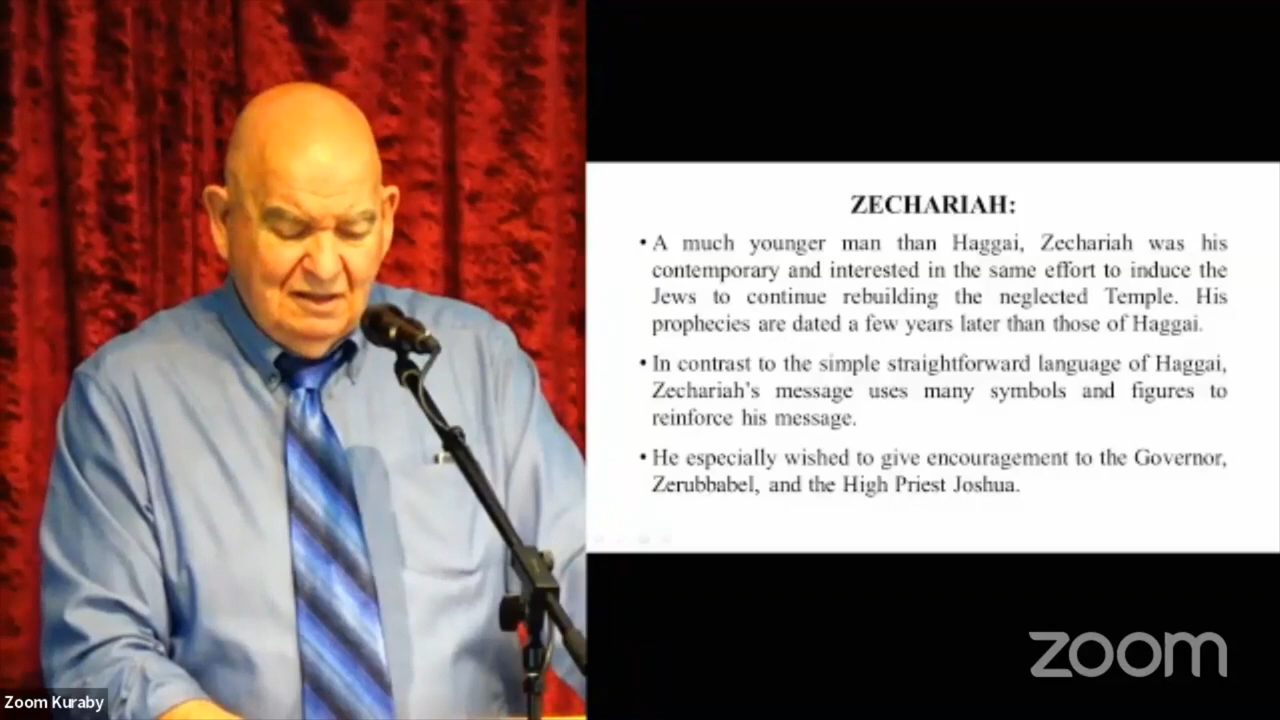 ZECHARIAH:
• A much younger man than Haggai, Zechariah was his
contemporary and interested in the same effort to induce the
Jews to continue rebuilding the neglected Temple. His
prophecies are dated a few years later than those of Haggai.
• In contrast to the simple straightforward language of Haggai,
Zechariah's message uses many symbols and figures to
reinforce his message.
• He especially wished to give encouragement to the Governor,
Zerubbabel, and the High Priest Joshua.
zoom
Zoom Kuraby